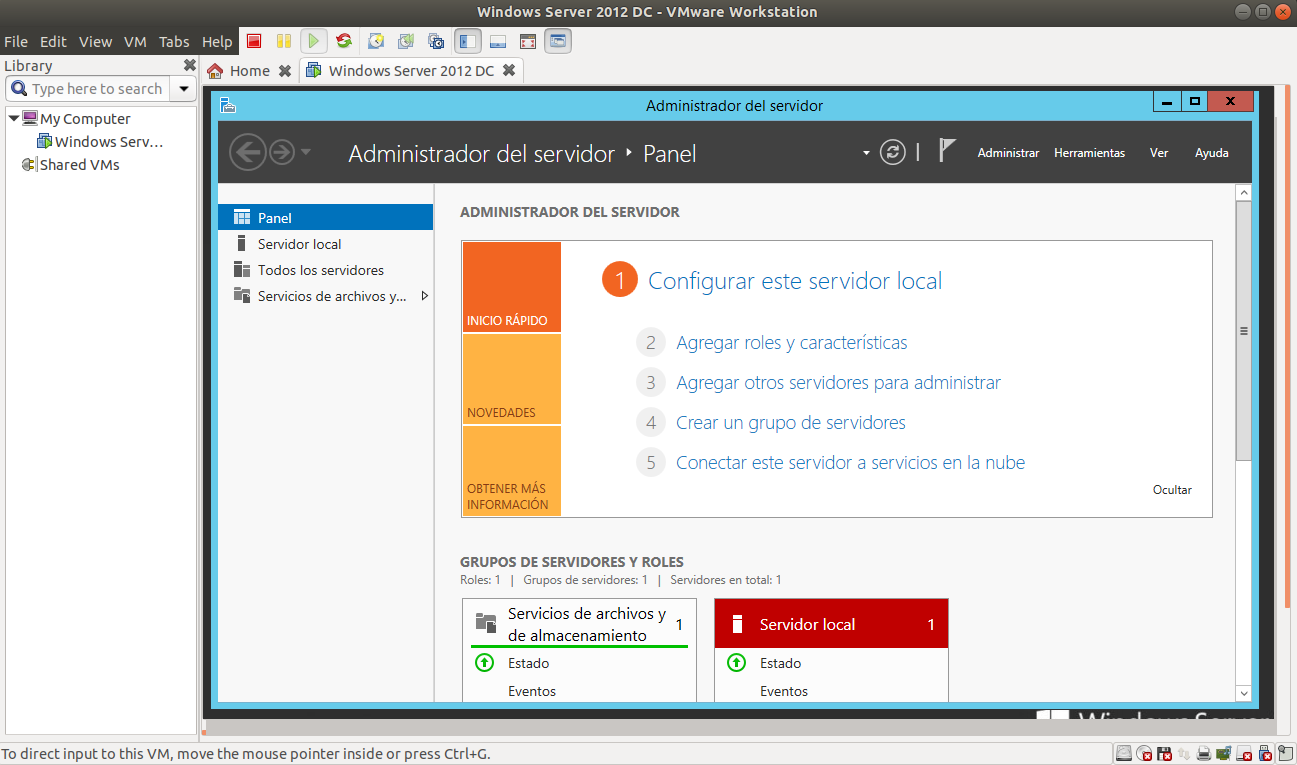 Windows Server 2012 DC - VMware Workstation
File Edit View VM Tabs Help
Library
Home
Windows Server 2012 DC
Type here to search
My Computer
Windows Serv...
Shared VMs
Administrador del servidor
Administrador del servidor ‣ Panel
Administrar Herramientas Ver Ayuda
Panel
Servidor local
Todos los servidores
Servicios de archivos y...
ADMINISTRADOR DEL SERVIDOR
INICIO RÁPIDO
NOVEDADES
OBTENER MÁS
INFORMACIÓN
1 Configurar este servidor local
2 Agregar roles y características
3 Agregar otros servidores para administrar
4 Crear un grupo de servidores
5 Conectar este servidor a servicios en la nube
Ocultar
GRUPOS DE SERVIDORES Y ROLES
Roles: 1 | Grupos de servidores: 1 | Servidores en total: 1
Servicios de archivos y
de almacenamiento
1
Estado
Eventos
Servidor local 1
Estado
Eventos
Windows Server
To direct input to this VM, move the mouse pointer inside or press Ctrl+G.